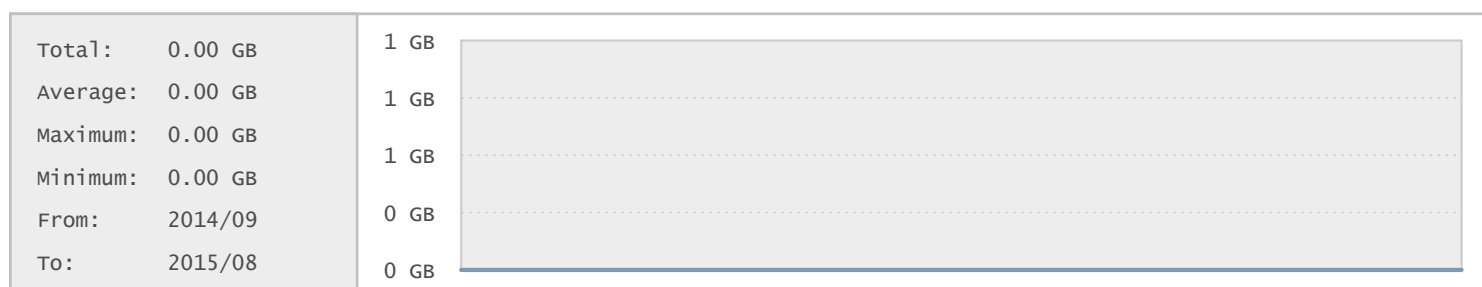 Total: 0.00 GB
Average: 0.00 GB
Maximum: 0.00 GB
Minimum: 0.00 GB
From: 2014/09
To: 2015/08
1 GB
1 GB
1 GB
0 GB
0 GB